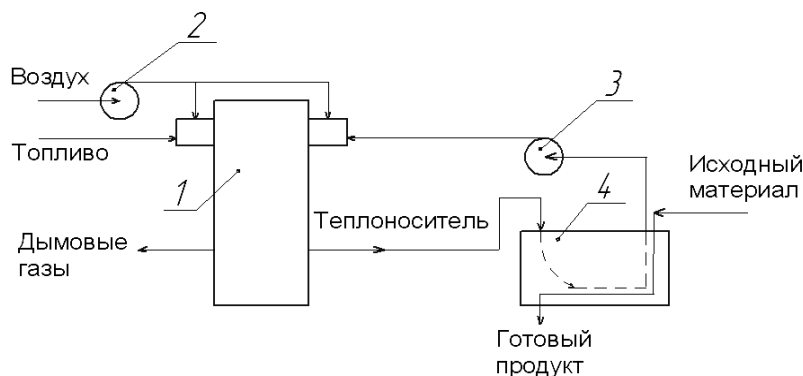 2
Воздух
3
Топливо
Исходный
материал
1
4
Теплоноситель
Дымовые
газы
Готовый
продукт